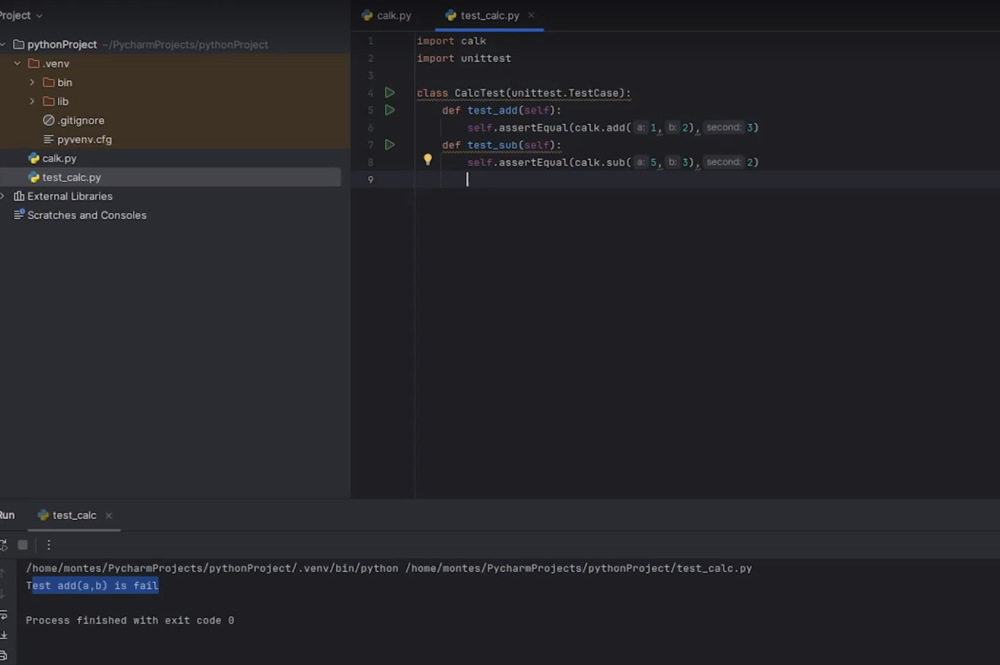 Project
calk.py
test_calc.py
pythonProject ~/PycharmProjects/pythonProject
.venv
bin
lib
.gitignore
pyvenv.cfg
calk.py
test_calc.py
External Libraries
Scratches and Consoles
1 import calk
2 import unittest
3
4 class CalcTest(unittest.TestCase):
5 def test_add(self):
6 self.assertEqual(calk.add( a: 1, b: 2), second: 3)
7 def test_sub(self):
8 self.assertEqual(calk.sub( a: 5, b: 3), second: 2)
9
Run
test_calc
/home/montes/PycharmProjects/pythonProject/.venv/bin/python /home/montes/PycharmProjects/pythonProject/test_calc.py
Test add(a,b) is fail
Process finished with exit code 0